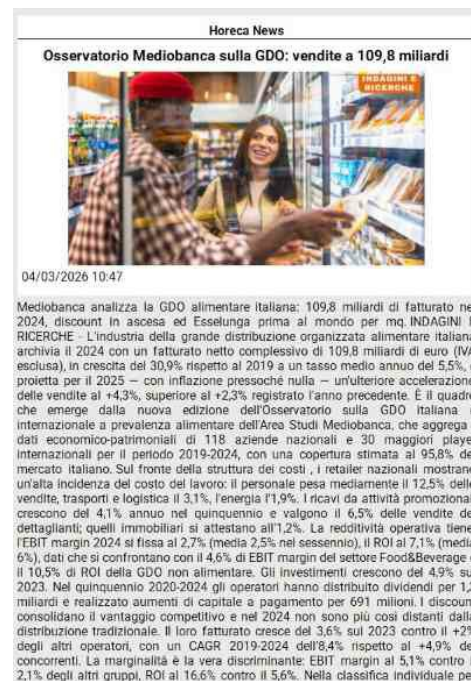 Horeca News
Osservatorio Mediobanca sulla GDO: vendite a 109,8 miliardi
INDAGINI E
RICERCHE
04/03/2026 10:47
Mediobanca analizza la GDO alimentare italiana: 109,8 miliardi di fatturato ne
2024, discount in ascesa ed Esselunga prima al mondo per mq. INDAGINI
RICERCHE - L'industria della grande distribuzione organizzata alimentare italiana
archivia il 2024 con un fatturato netto complessivo di 109,8 miliardi di euro (IVA
esclusa), in crescita del 30,9% rispetto al 2019 a un tasso medio annuo del 5,5%,
proietta per il 2025 — con inflazione pressoché nulla — un'ulteriore accelerazione
delle vendite al +4,3%, superiore al +2,3% registrato l'anno precedente. È il quadro
che emerge dalla nuova edizione dell'Osservatorio sulla GDO italiana
internazionale a prevalenza alimentare dell'Area Studi Mediobanca, che aggrega
dati economico-patrimoniali di 118 aziende nazionali e 30 maggiori player
internazionali per il periodo 2019-2024, con una copertura stimata al 95,8% del
mercato italiano. Sul fronte della struttura dei costi , i retailer nazionali mostrano
un'alta incidenza del costo del lavoro: il personale pesa mediamente il 12,5% delle
vendite, trasporti e logistica il 3,1%, l'energia l'1,9%. I ricavi da attività promozional
crescono del 4,1% annuo nel quinquennio e valgono il 6,5% delle vendite de
dettaglianti; quelli immobiliari si attestano all'1,2%. La redditività operativa tiene
l'EBIT margin 2024 si fissa al 2,7% (media 2,5% nel sessennio), il ROI al 7,1% (media
6%), dati che si confrontano con il 4,6% di EBIT margin del settore Food&Beverage
il 10,5% di ROI della GDO non alimentare. Gli investimenti crescono del 4,9% su
2023. Nel quinquennio 2020-2024 gli operatori hanno distribuito dividendi per 1,
miliardi e realizzato aumenti di capitale a pagamento per 691 milioni. I discount
consolidano il vantaggio competitivo e nel 2024 non sono più così distanti dalla
distribuzione tradizionale. Il loro fatturato cresce del 3,6% sul 2023 contro il +2%
degli altri operatori, con un CAGR 2019-2024 dell'8,4% rispetto al +4,9% de
concorrenti. La marginalità è la vera discriminante: EBIT margin al 5,1% contro
2,1% degli altri gruppi, ROI al 16,6% contro il 5,6%. Nella classifica individuale pe